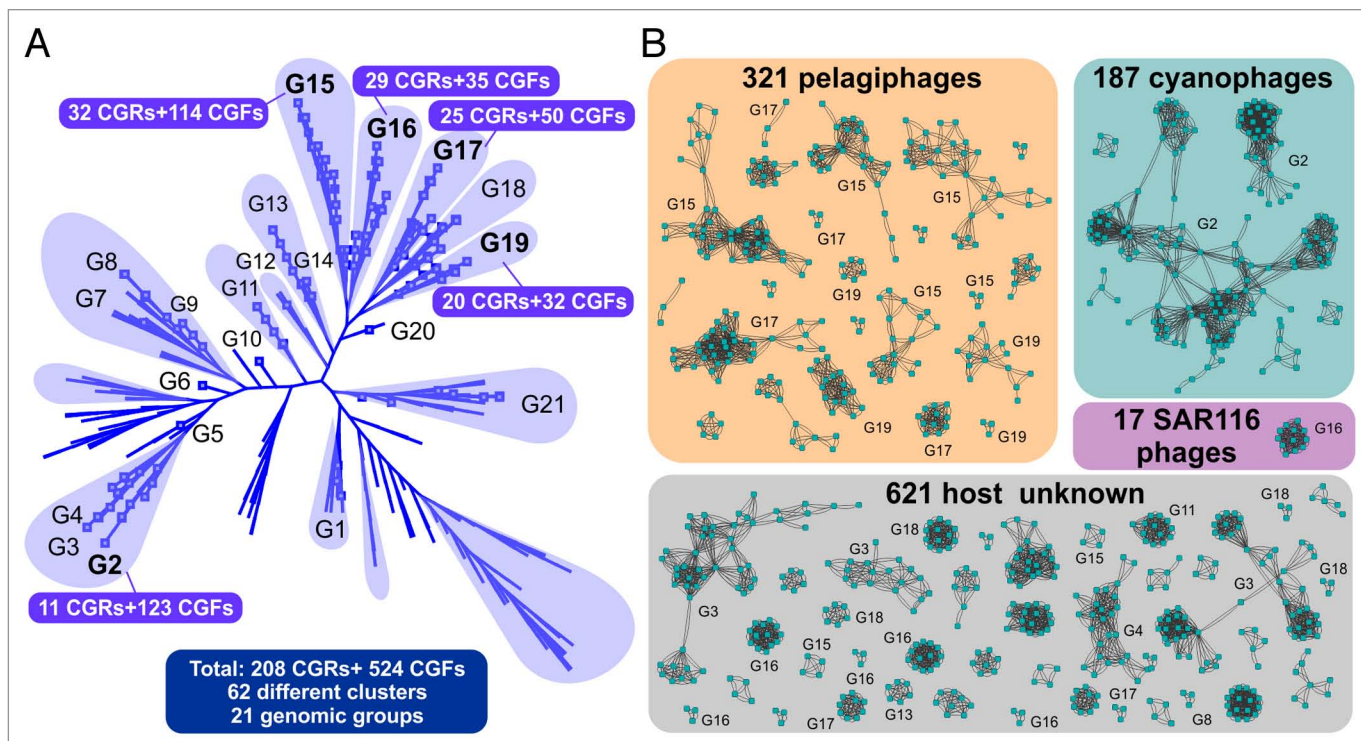 A
G15
32 CGRs+114 CGFs
29 CGRs+35 CGFs
G16
25 CGRs+50 CGFs
G17
G18
G13
G19
G12
G14
G11
G8
G7
G9
20 CGRs+32 CGFs
G20
G10
G6
G21
G5
G4
G3
G2
G1
11 CGRs+123 CGFs
Total: 208 CGRs+ 524 CGFs
62 different clusters
21 genomic groups
B
321 pelagiphages
G17
G15
G15
G15
G17
G19
G15
G15
G17
G19
G19
G17
G19
187 cyanophages
G2
G2
17 SAR116
phages
G16
621 host unknown
G18
G11
G18
G3
G15
G3
G18
G3
G18
G4
G16
G15
G16
G16
G17
G13
G16
G16
G17
G8